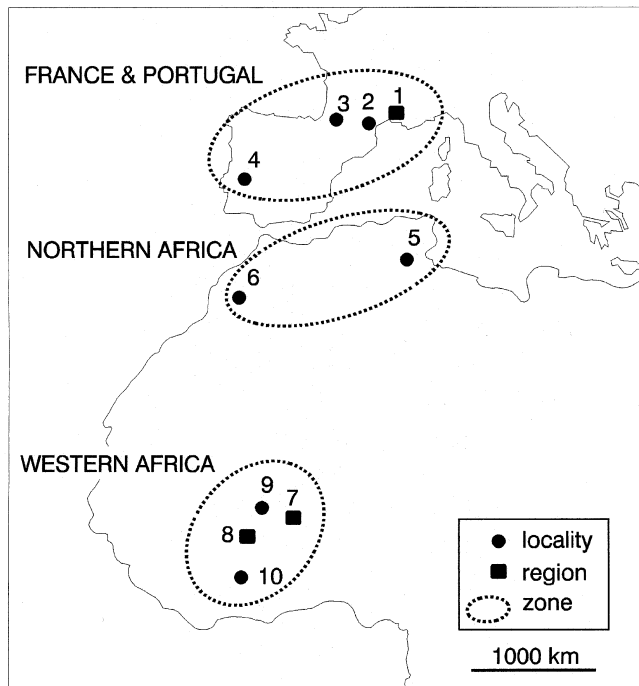 FRANCE & PORTUGAL
1
3
2
4
NORTHERN AFRICA
5
6
WESTERN AFRICA
9
7
8
10
locality
region
zone
1000 km